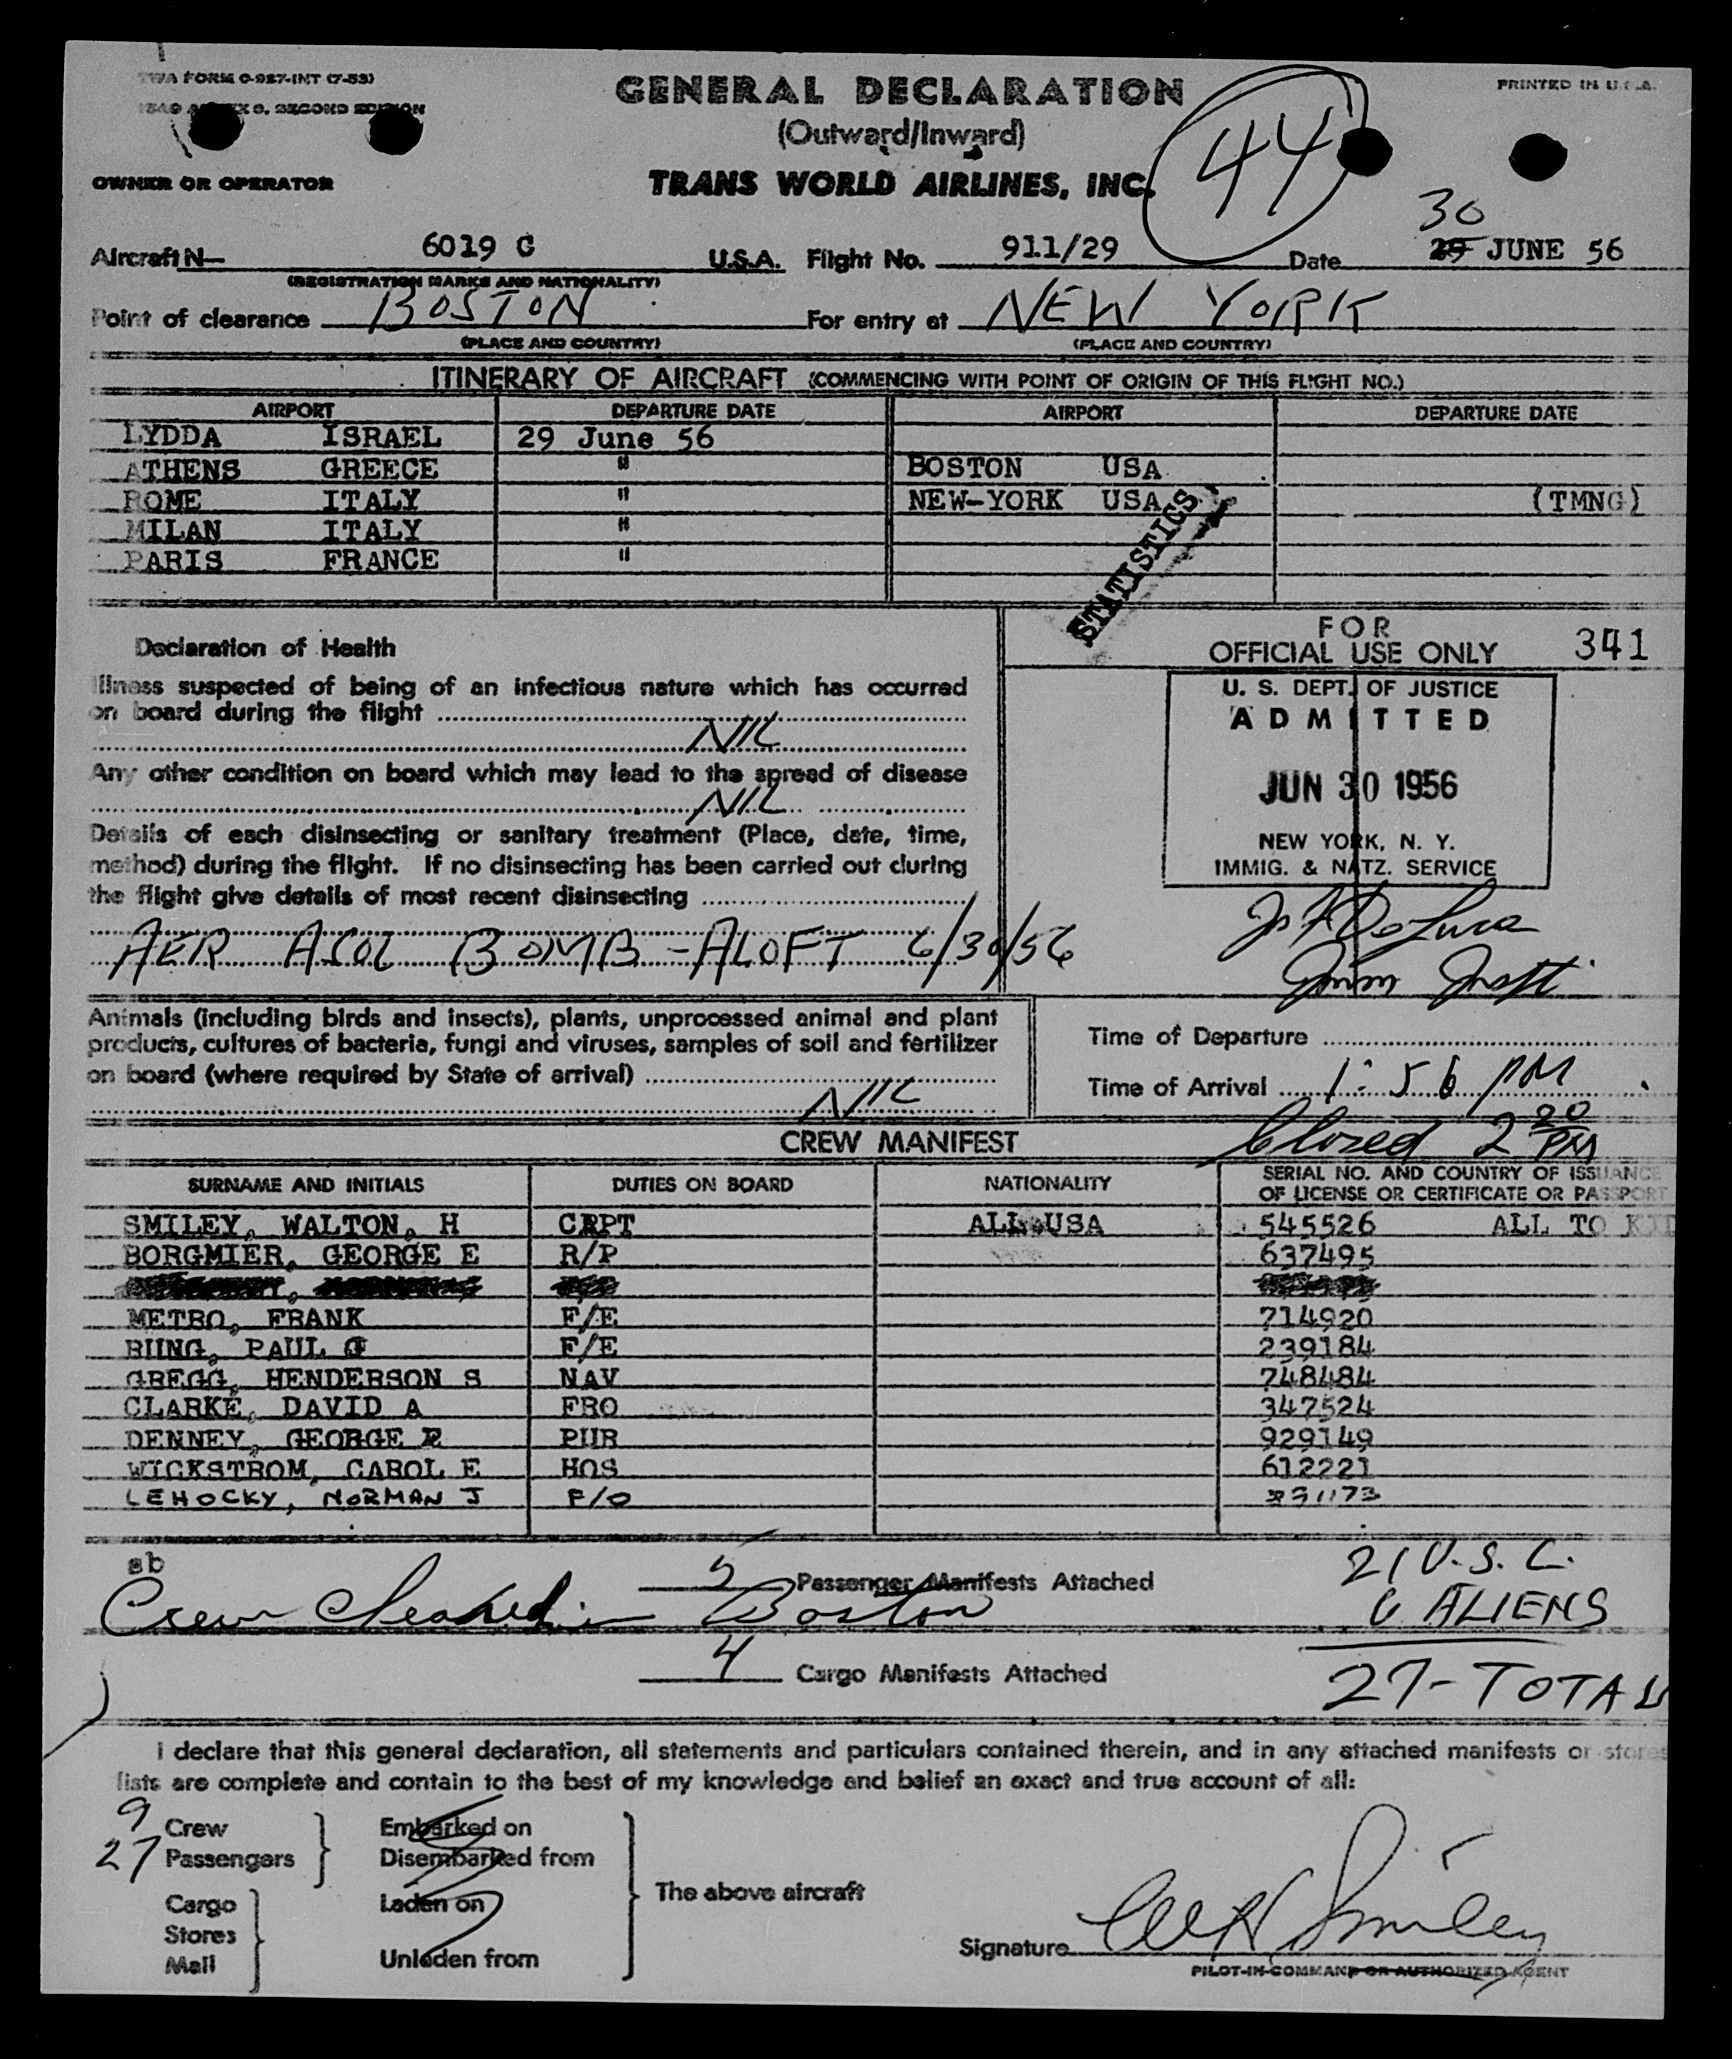 TWA FORM O-927-INT (7-53)
SECOND EDITION
PRINTED IN U.S.A.
GENERAL DECLARATION
(Outward/Inward)
44
OWNER OR OPERATOR
TRANS WORLD AIRLINES, INC.
30
Aircraft N— 6019 C U.S.A. Flight No. 911/29 Date 29 JUNE 56
(REGISTRATION MARKS AND NATIONALITY)
Point of clearance BOSTON For entry at NEW YORK
(PLACE AND COUNTRY) (PLACE AND COUNTRY)
ITINERARY OF AIRCRAFT (COMMENCING WITH POINT OF ORIGIN OF THIS FLIGHT NO.)
AIRPORT DEPARTURE DATE AIRPORT DEPARTURE DATE
LYDDA ISRAEL 29 June 56
ATHENS GREECE " BOSTON USA
ROME ITALY " NEW-YORK USA (TMNG)
MILAN ITALY "
PARIS FRANCE "
STATISTICS
Declaration of Health
FOR
OFFICIAL USE ONLY 341
Illness suspected of being of an infectious nature which has occurred
on board during the flight
NIL
Any other condition on board which may lead to the spread of disease
NIL
Details of each disinsecting or sanitary treatment (Place, date, time,
method) during the flight. If no disinsecting has been carried out during
the flight give details of most recent disinsecting
AER ASOL BOMB - ALOFT 6/30/56
U. S. DEPT. OF JUSTICE
ADMITTED
JUN 30 1956
NEW YORK, N. Y.
IMMIG. & NATZ. SERVICE
Animals (including birds and insects), plants, unprocessed animal and plant
products, cultures of bacteria, fungi and viruses, samples of soil and fertilizer
on board (where required by State of arrival)
NIL
Time of Departure
Time of Arrival 1:56 PM
Closed 2 20 PM
CREW MANIFEST
SURNAME AND INITIALS DUTIES ON BOARD NATIONALITY SERIAL NO. AND COUNTRY OF ISSUANCE
OF LICENSE OR CERTIFICATE OR PASSPORT
SMILEY, WALTON, H CAPT ALL USA 545526 ALL TO
BORGMIER, GEORGE E R/P 637495
METRO, FRANK F/E 714920
BUNG, PAUL G F/E 239184
GREGG, HENDERSON S NAV 748484
CLARKE, DAVID A FRO 347524
DENNEY, GEORGE E PUR 929149
WICKSTROM, CAROL E HOS 612221
LEHOCKY, NORMAN J F/O
sb
5 Passenger Manifests Attached
21 U.S.C.
Crew Cleared in Boston
6 ALIENS
4 Cargo Manifests Attached
27-TOTAL
I declare that this general declaration, all statements and particulars contained therein, and in any attached manifests or stores
lists are complete and contain to the best of my knowledge and belief an exact and true account of all:
9 Crew
27 Passengers
Embarked on
Disembarked from
Cargo
Stores
Mail
Laden on
Unladen from
The above aircraft
Signature W H Smiley
PILOT-IN-COMMAND OR AUTHORIZED AGENT